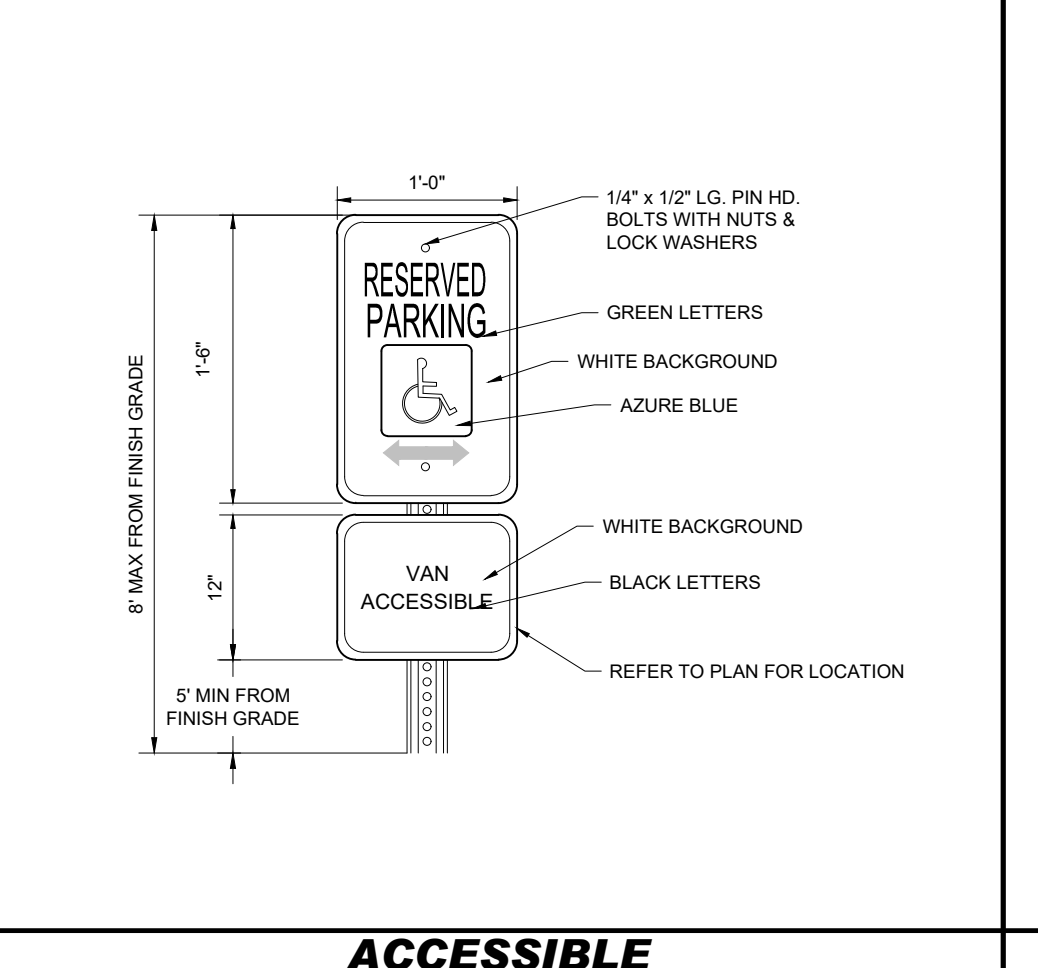 1'-0"
1/4" x 1/2" LG. PIN HD.
BOLTS WITH NUTS &
LOCK WASHERS
RESERVED
PARKING
GREEN LETTERS
WHITE BACKGROUND
AZURE BLUE
1'-6"
8' MAX FROM FINISH GRADE
WHITE BACKGROUND
VAN
ACCESSIBLE
BLACK LETTERS
12"
REFER TO PLAN FOR LOCATION
5' MIN FROM
FINISH GRADE
ACCESSIBLE